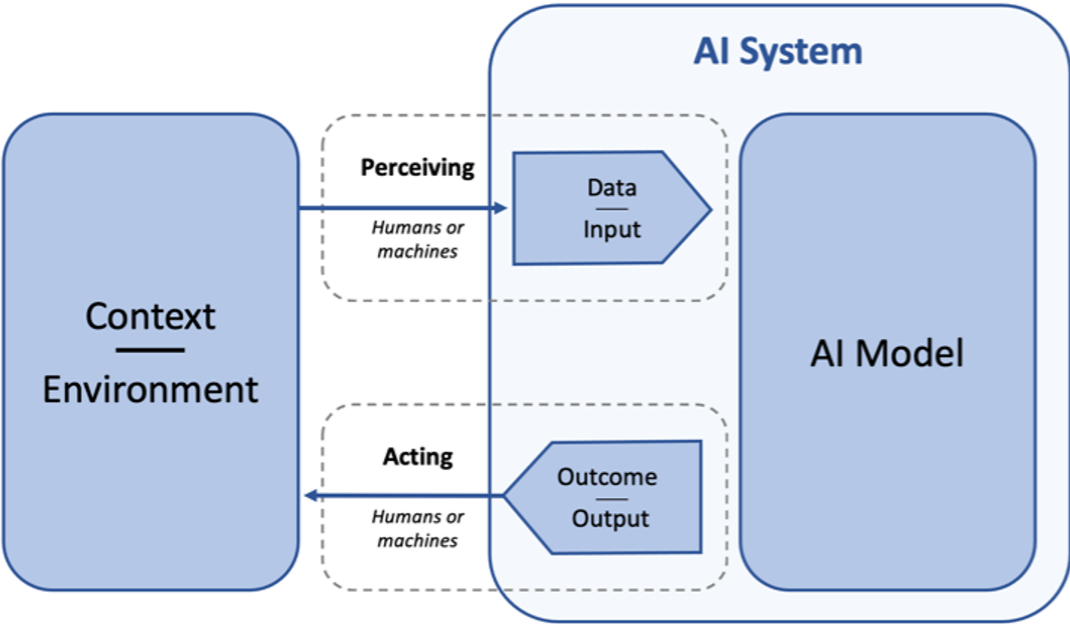 AI System
Perceiving
Humans or
machines
Data
Input
Context
Environment
AI Model
Acting
Humans or
machines
Outcome
Output